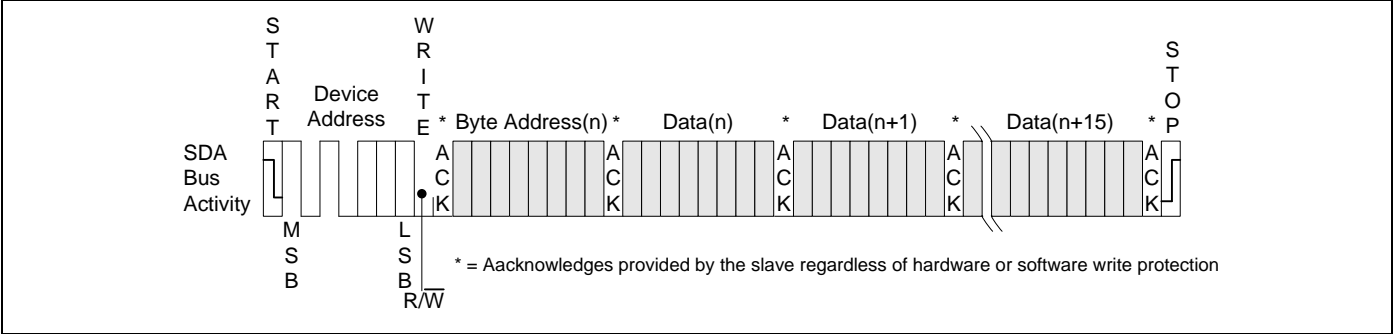 START
WRITE
STOP
Device
Address
* Byte Address(n) * Data(n) * Data(n+1) * Data(n+15) *
SDA
Bus
Activity
ACK
ACK
ACK
ACK
ACK
MSB
LSB
R/W̅
* = Aacknowledges provided by the slave regardless of hardware or software write protection